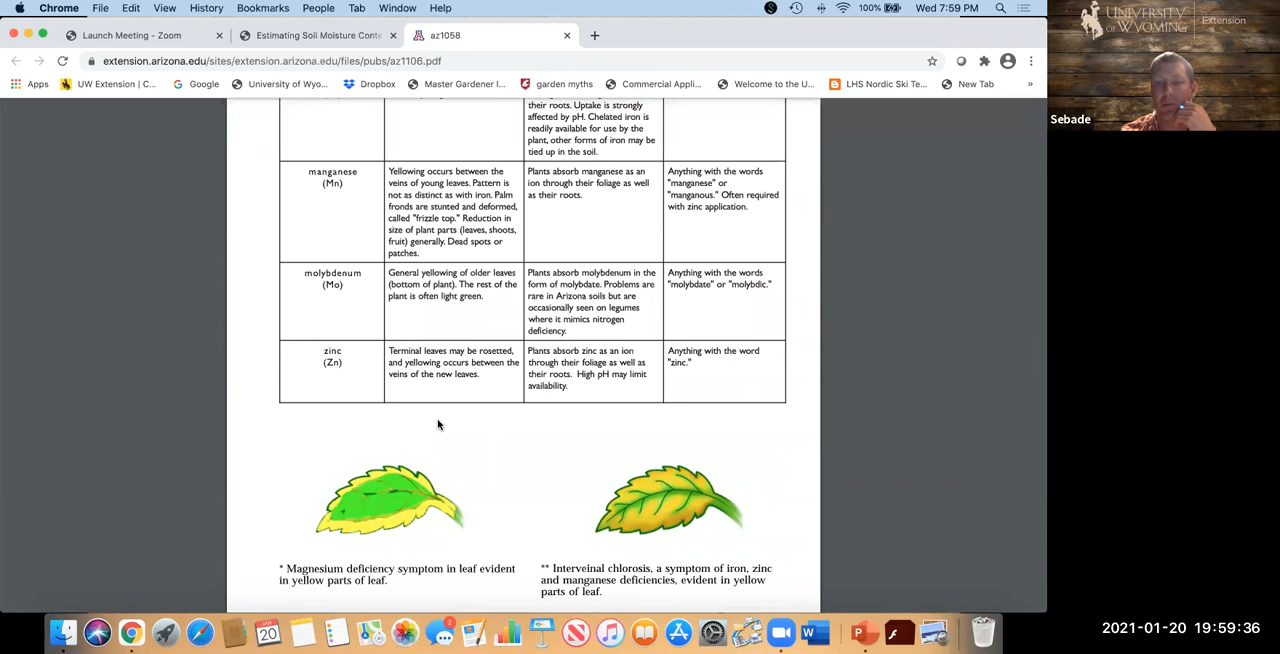 Chrome File Edit View History Bookmarks People Tab Window Help 100% Wed 7:59 PM
Launch Meeting - Zoom
Estimating Soil Moisture Conte
az1058
extension.arizona.edu/sites/extension.arizona.edu/files/pubs/az1106.pdf
Apps UW Extension | C... Google University of Wyo... Dropbox Master Gardener I... garden myths Commercial Appli... Welcome to the U... LHS Nordic Ski Te... New Tab »
their roots. Uptake is strongly
affected by pH. Chelated iron is
readily available for use by the
plant, other forms of iron may be
tied up in the soil.
manganese
(Mn)
Yellowing occurs between the
veins of young leaves. Pattern is
not as distinct as with iron. Palm
fronds are stunted and deformed,
called "frizzle top." Reduction in
size of plant parts (leaves, shoots,
fruit) generally. Dead spots or
patches.
Plants absorb manganese as an
ion through their foliage as well
as their roots.
Anything with the words
"manganese" or
"manganous." Often required
with zinc application.
molybdenum
(Mo)
General yellowing of older leaves
(bottom of plant). The rest of the
plant is often light green.
Plants absorb molybdenum in the
form of molybdate. Problems are
rare in Arizona soils but are
occasionally seen on legumes
where it mimics nitrogen
deficiency.
Anything with the words
"molybdate" or "molybdic."
zinc
(Zn)
Terminal leaves may be rosetted,
and yellowing occurs between the
veins of the new leaves.
Plants absorb zinc as an ion
through their foliage as well as
their roots. High pH may limit
availability.
Anything with the word
"zinc."
* Magnesium deficiency symptom in leaf evident
in yellow parts of leaf.
** Interveinal chlorosis, a symptom of iron, zinc
and manganese deficiencies, evident in yellow
parts of leaf.
UNIVERSITY
OF WYOMING
Extension
Sebade
JAN
20
2
2021-01-20 19:59:36